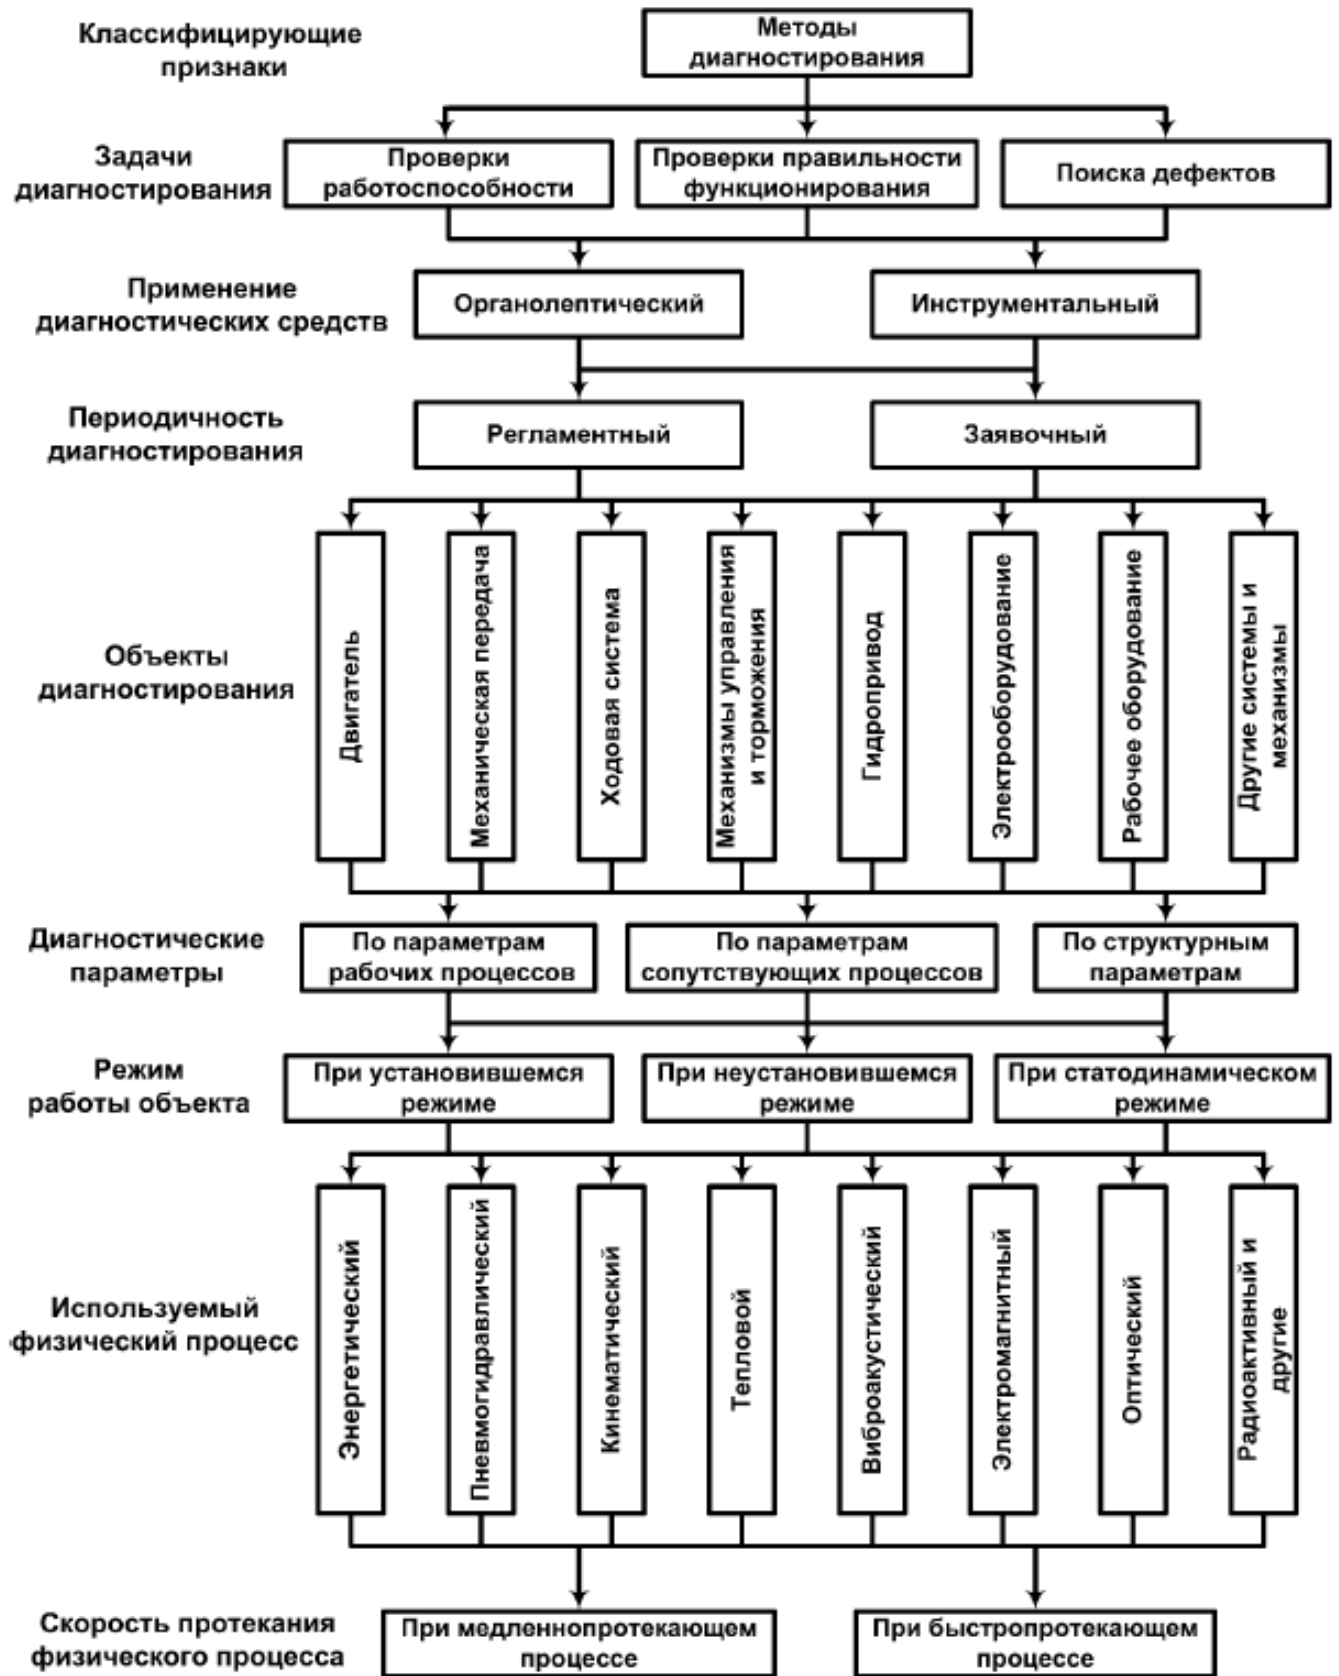 Классифицирующие
признаки
Методы
диагностирования
Задачи
диагностирования
Проверки
работоспособности
Проверки правильности
функционирования
Поиска дефектов
Применение
диагностических средств
Органолептический
Инструментальный
Периодичность
диагностирования
Регламентный
Заявочный
Объекты
диагностирования
Двигатель
Механическая передача
Ходовая система
Механизмы управления
и торможения
Гидропривод
Электрооборудование
Рабочее оборудование
Другие системы и
механизмы
Диагностические
параметры
По параметрам
рабочих процессов
По параметрам
сопутствующих процессов
По структурным
параметрам
Режим
работы объекта
При установившемся
режиме
При неустановившемся
режиме
При статодинамическом
режиме
Используемый
физический процесс
Энергетический
Пневмогидравлический
Кинематический
Тепловой
Виброакустический
Электромагнитный
Оптический
Радиоактивный и
другие
Скорость протекания
физического процесса
При медленнопротекающем
процессе
При быстропротекающем
процессе